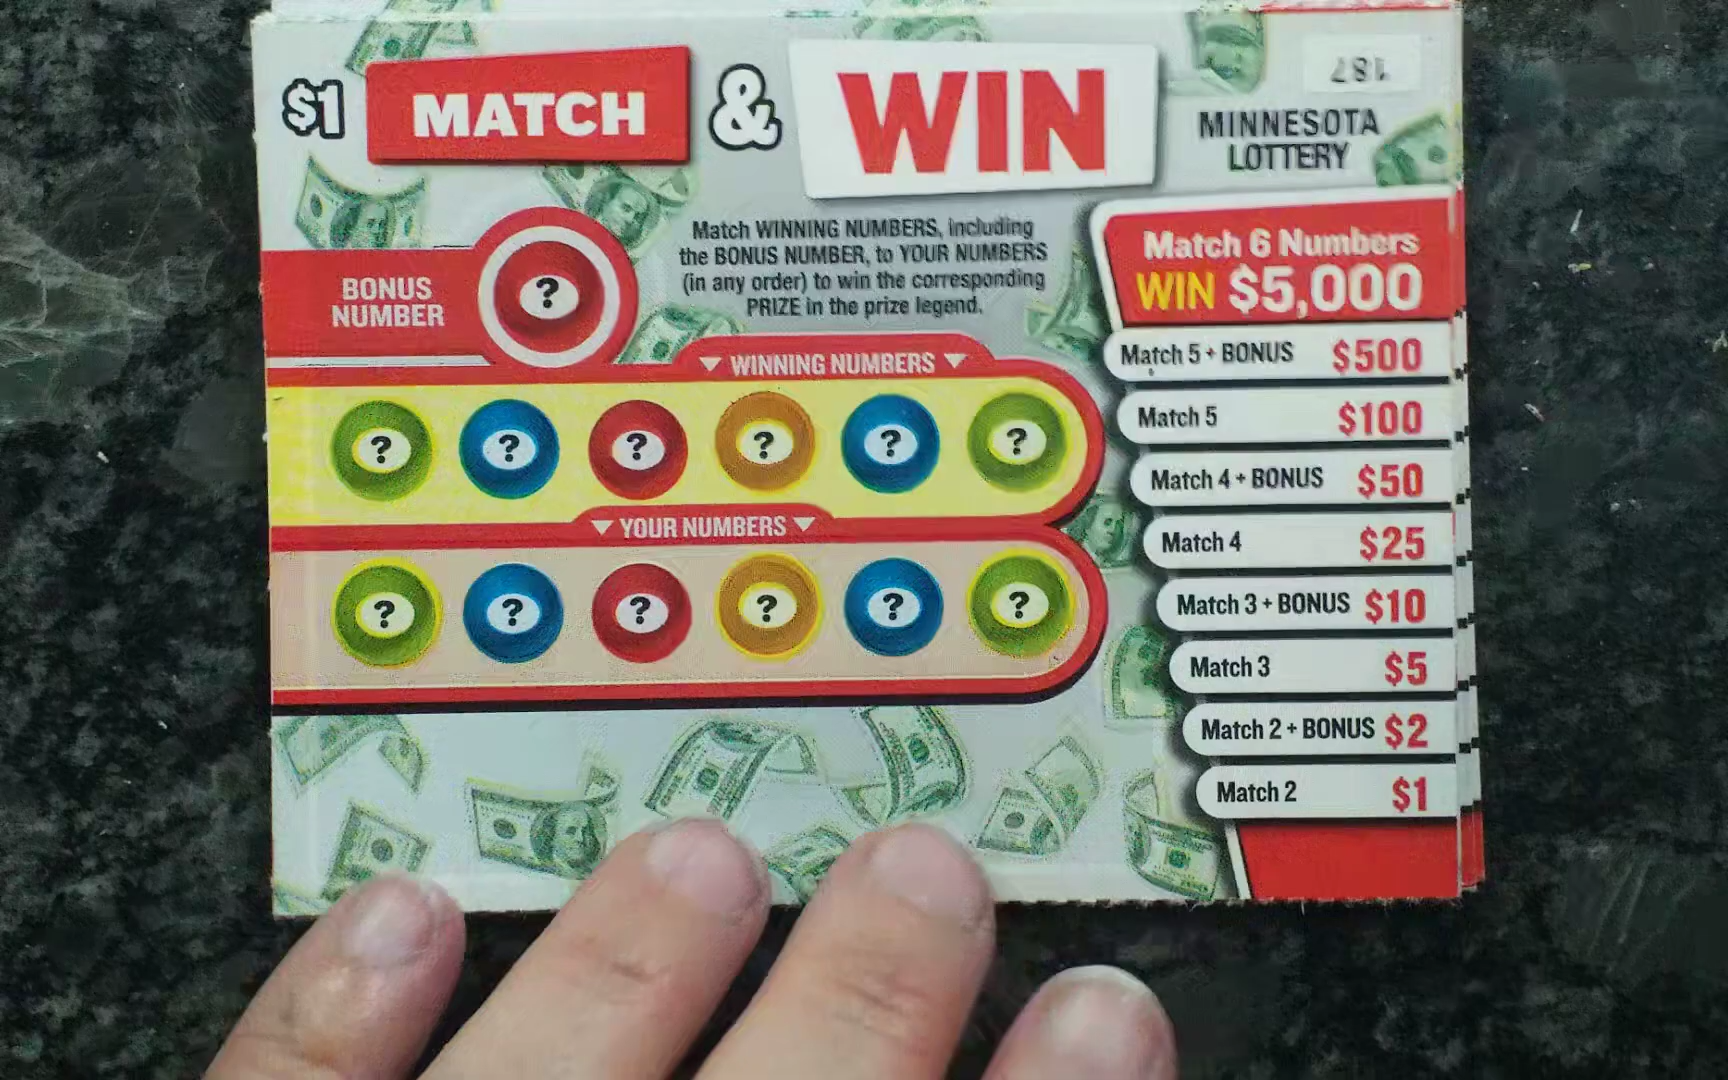 $1 MATCH & WIN
187
MINNESOTA
LOTTERY
Match WINNING NUMBERS, including
the BONUS NUMBER, to YOUR NUMBERS
(in any order) to win the corresponding
PRIZE in the prize legend.
BONUS
NUMBER
?
WINNING NUMBERS
? ? ? ? ? ?
YOUR NUMBERS
? ? ? ? ? ?
Match 6 Numbers
WIN $5,000
Match 5 + BONUS $500
Match 5 $100
Match 4 + BONUS $50
Match 4 $25
Match 3 + BONUS $10
Match 3 $5
Match 2 + BONUS $2
Match 2 $1